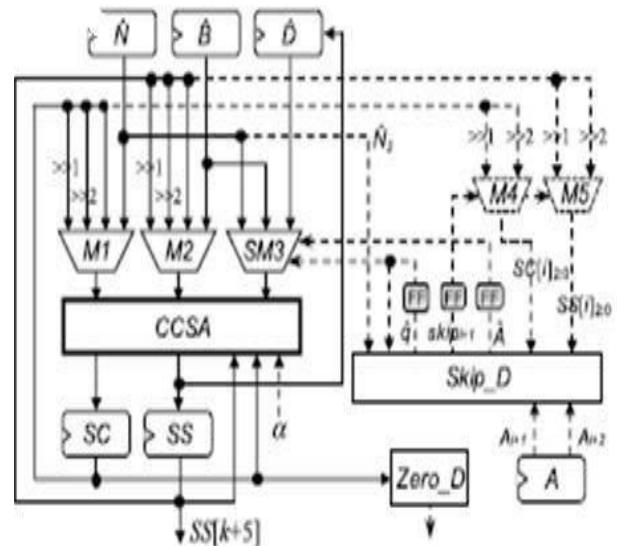 N̂ B̂ D̂
N̂₂
>>1 >>2 >>1 >>2
>>1 >>2 >>1 >>2
M4 M5
M1 M2 SM3
SC[i]₂:₀
SS[i]₂:₀
FF FF FF
q̂ skipᵢ₊₁ Â
CCSA
Skip_D
α
Aᵢ₊₁ Aᵢ₊₂
SC SS
Zero_D A
SS[k+5]